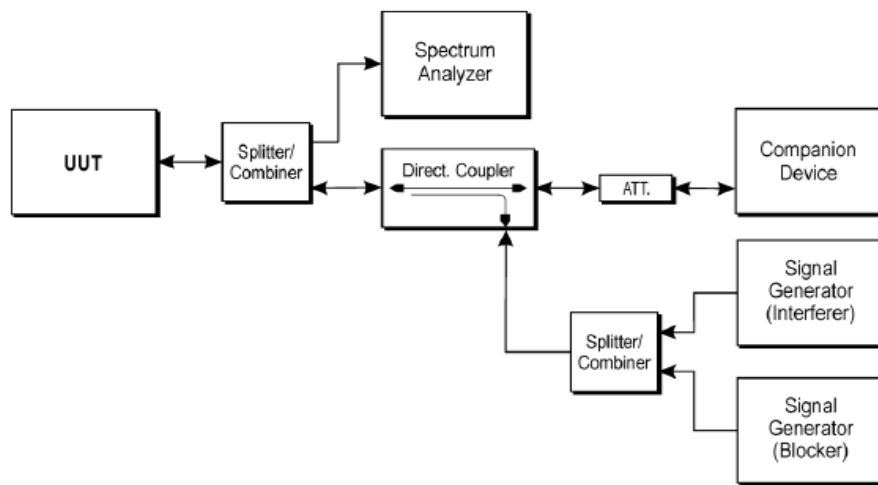 Spectrum
Analyzer
UUT
Splitter/
Combiner
Direct. Coupler
ATT.
Companion
Device
Signal
Generator
(Interferer)
Splitter/
Combiner
Signal
Generator
(Blocker)